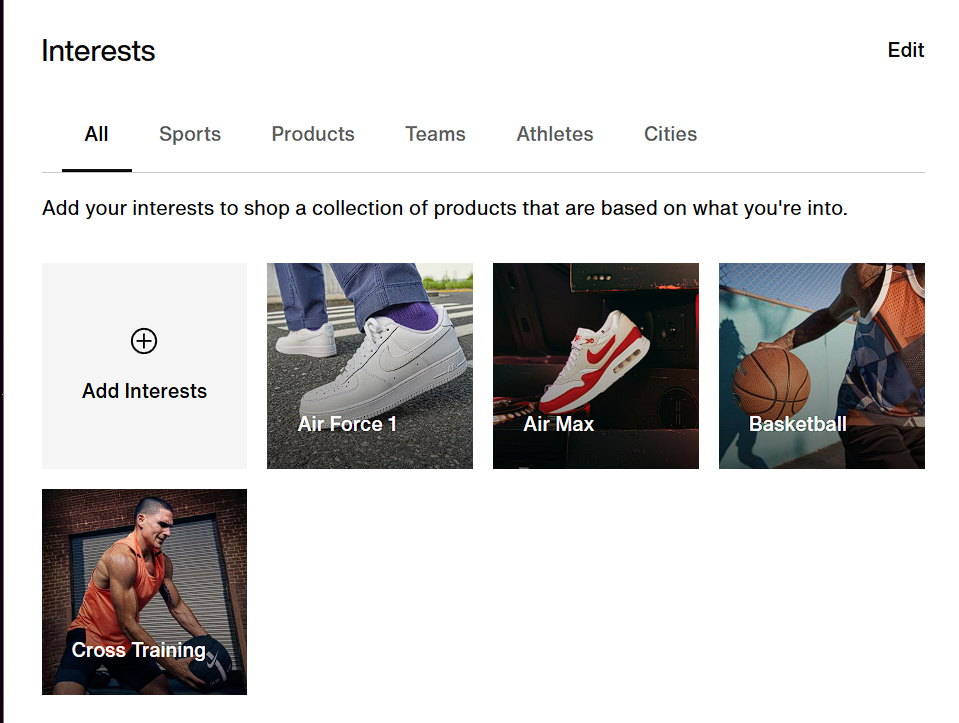 Interests
Edit
All
Sports
Products
Teams
Athletes
Cities
Add your interests to shop a collection of products that are based on what you're into.
Add Interests
Air Force 1
Air Max
Basketball
Cross Training